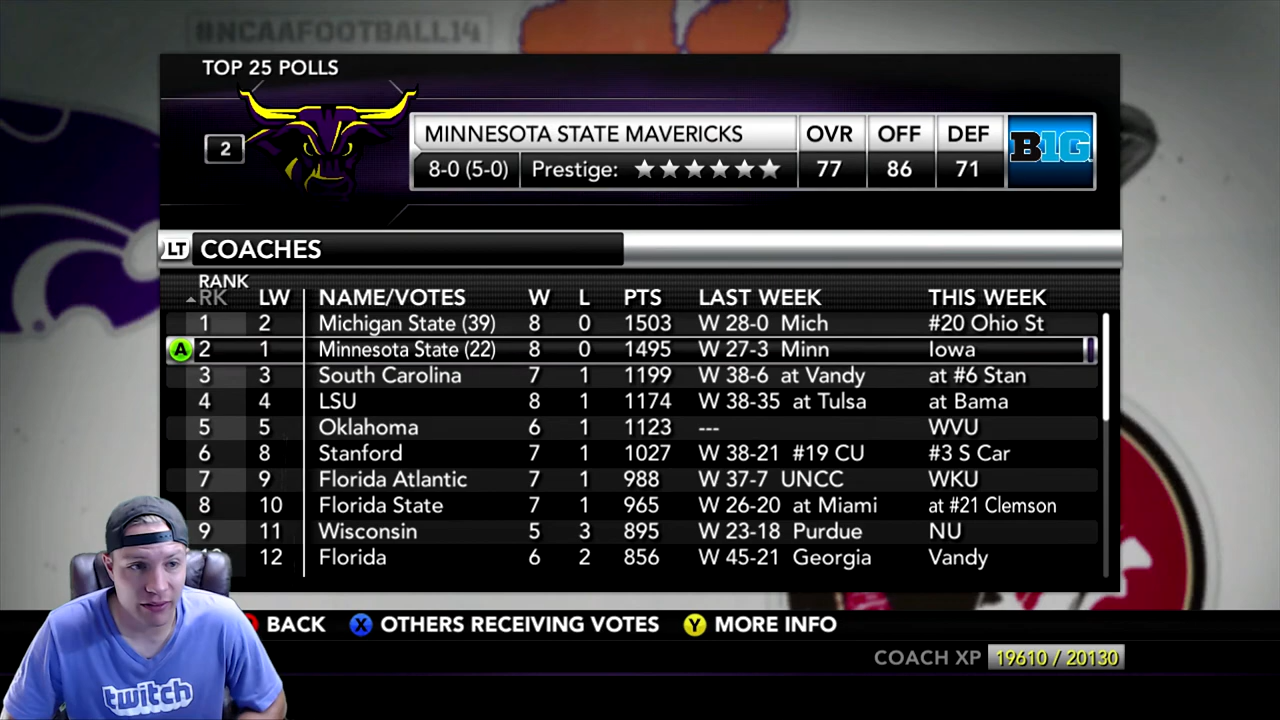 #NCAAFOOTBALL14
TOP 25 POLLS
2 MINNESOTA STATE MAVERICKS OVR OFF DEF B1G
8-0 (5-0) Prestige: ★★★★★★ 77 86 71
LT COACHES
RANK
RK LW NAME/VOTES W L PTS LAST WEEK THIS WEEK
1 2 Michigan State (39) 8 0 1503 W 28-0 Mich #20 Ohio St
A 2 1 Minnesota State (22) 8 0 1495 W 27-3 Minn Iowa
3 3 South Carolina 7 1 1199 W 38-6 at Vandy at #6 Stan
4 4 LSU 8 1 1174 W 38-35 at Tulsa at Bama
5 5 Oklahoma 6 1 1123 --- WVU
6 8 Stanford 7 1 1027 W 38-21 #19 CU #3 S Car
7 9 Florida Atlantic 7 1 988 W 37-7 UNCC WKU
8 10 Florida State 7 1 965 W 26-20 at Miami at #21 Clemson
9 11 Wisconsin 5 3 895 W 23-18 Purdue NU
12 Florida 6 2 856 W 45-21 Georgia Vandy
BACK X OTHERS RECEIVING VOTES Y MORE INFO
COACH XP 19610 / 20130
twitch